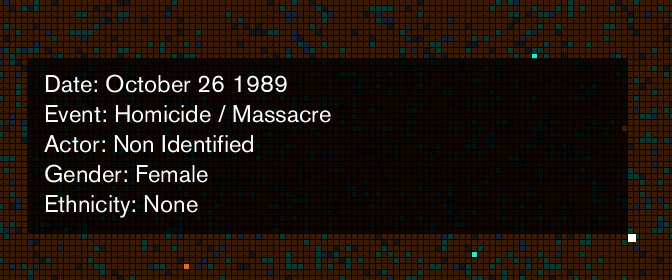 Date: October 26 1989
Event: Homicide / Massacre
Actor: Non Identified
Gender: Female
Ethnicity: None